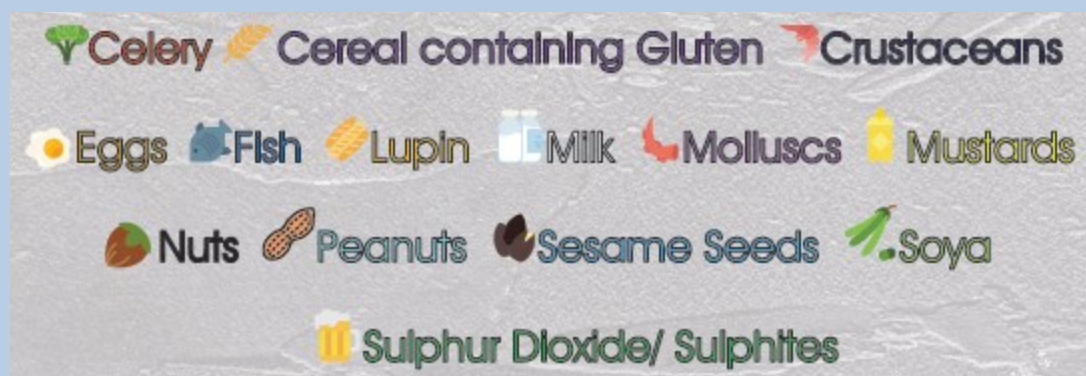 Celery Cereal containing Gluten Crustaceans
Eggs Fish Lupin Milk Molluscs Mustards
Nuts Peanuts Sesame Seeds Soya
Sulphur Dioxide/ Sulphites